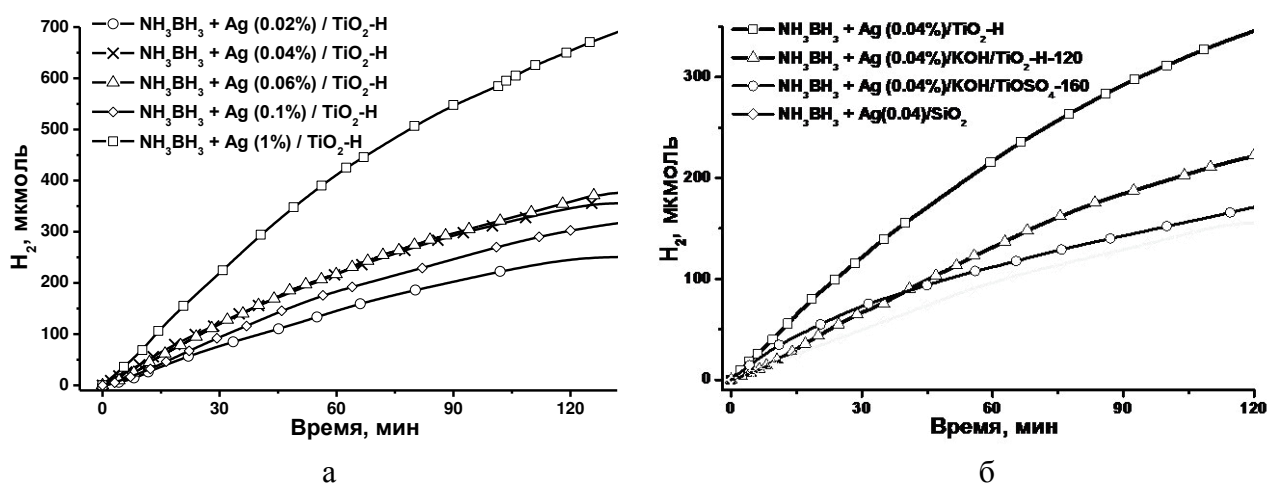 700
600
500
400
300
200
100
0
H₂, мкмоль
NH₃BH₃ + Ag (0.02%) / TiO₂-H
NH₃BH₃ + Ag (0.04%) / TiO₂-H
NH₃BH₃ + Ag (0.06%) / TiO₂-H
NH₃BH₃ + Ag (0.1%) / TiO₂-H
NH₃BH₃ + Ag (1%) / TiO₂-H
0 30 60 90 120
Время, мин
а
300
200
100
0
H₂, мкмоль
NH₃BH₃ + Ag (0.04%)/TiO₂-H
NH₃BH₃ + Ag (0.04%)/KOH/TiO₂-H-120
NH₃BH₃ + Ag (0.04%)/KOH/TiOSO₄-160
NH₃BH₃ + Ag(0.04)/SiO₂
0 30 60 90 120
Время, мин
б